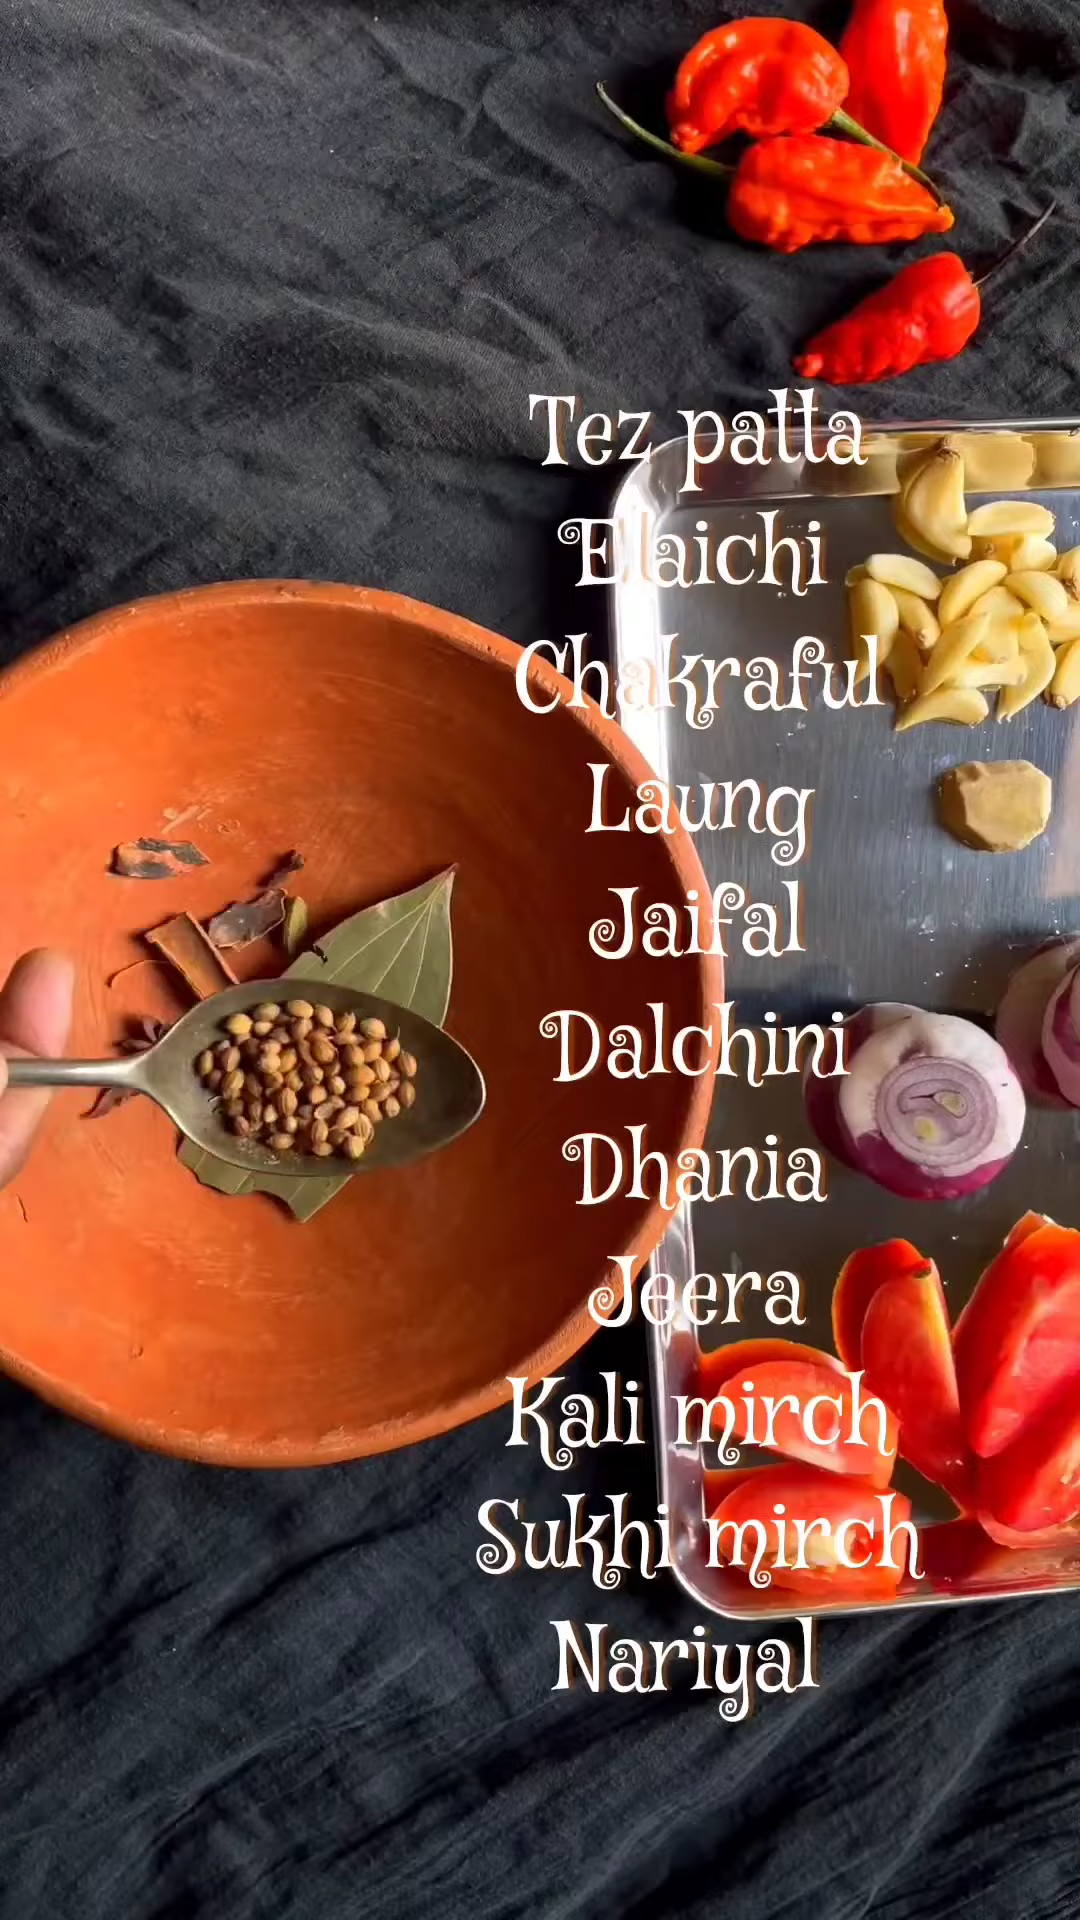 Tez patta
Elaichi
Chakraful
Laung
Jaifal
Dalchini
Dhania
Jeera
Kali mirch
Sukhi mirch
Nariyal